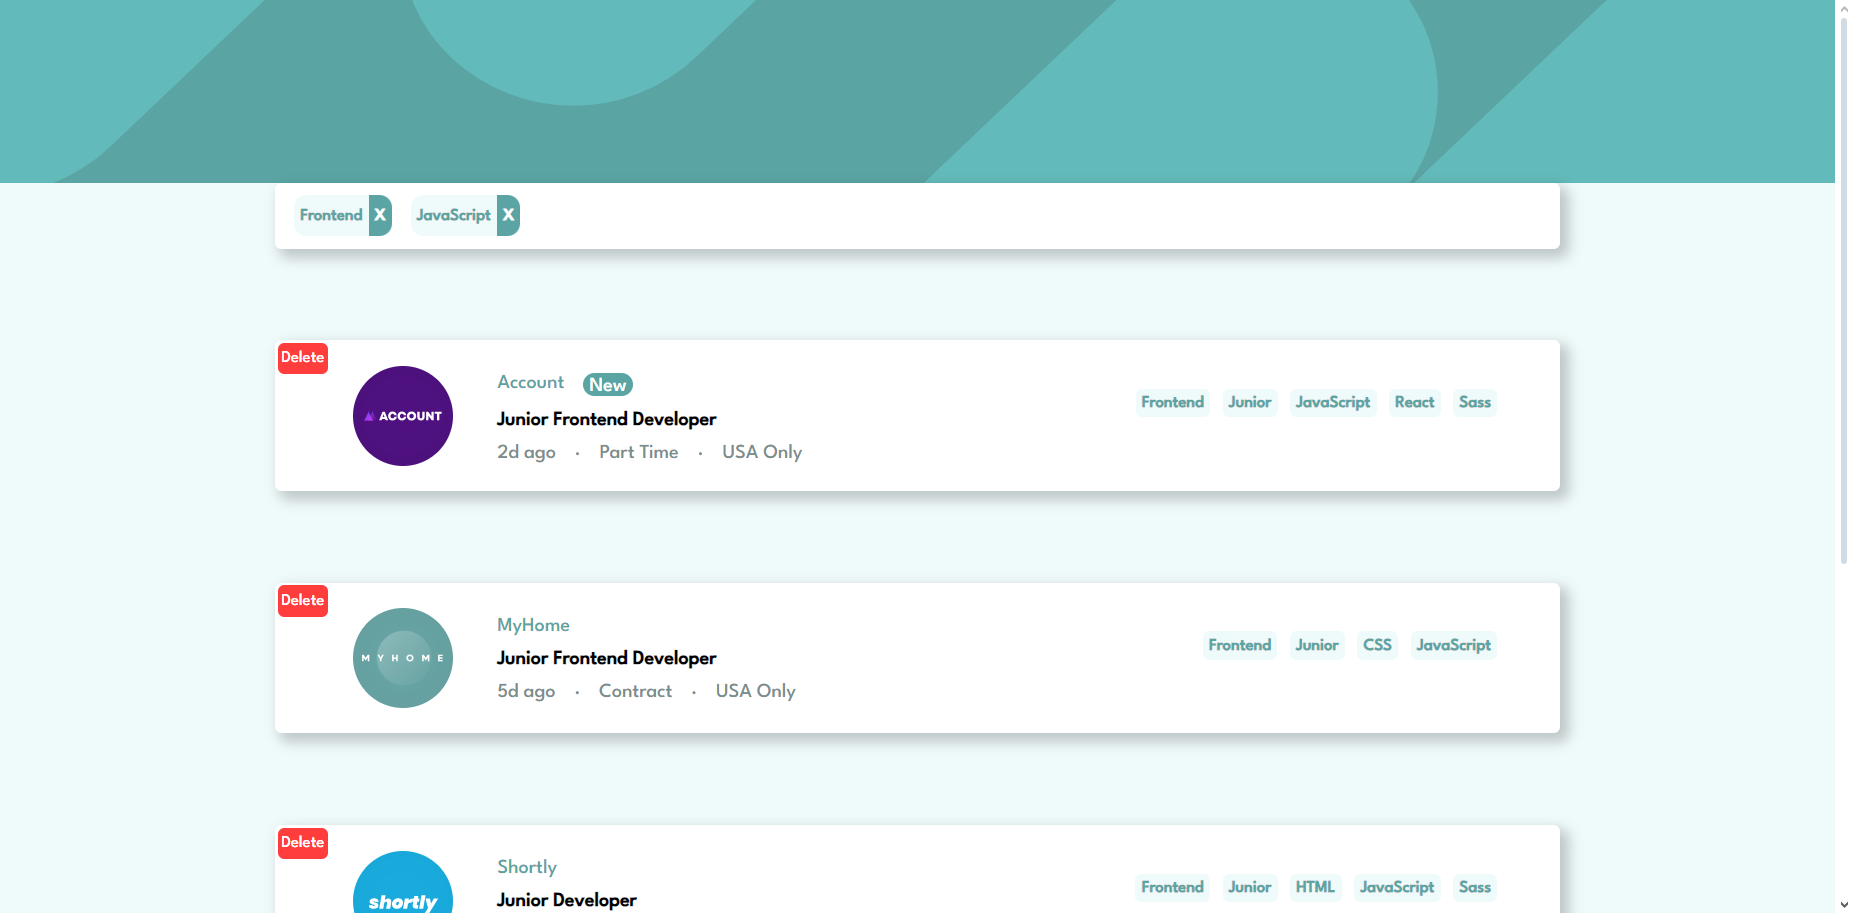 Frontend X JavaScript X
Delete
ACCOUNT
Account New
Junior Frontend Developer
2d ago · Part Time · USA Only
Frontend Junior JavaScript React Sass
Delete
MYHOME
MyHome
Junior Frontend Developer
5d ago · Contract · USA Only
Frontend Junior CSS JavaScript
Delete
shortly
Shortly
Junior Developer
Frontend Junior HTML JavaScript Sass